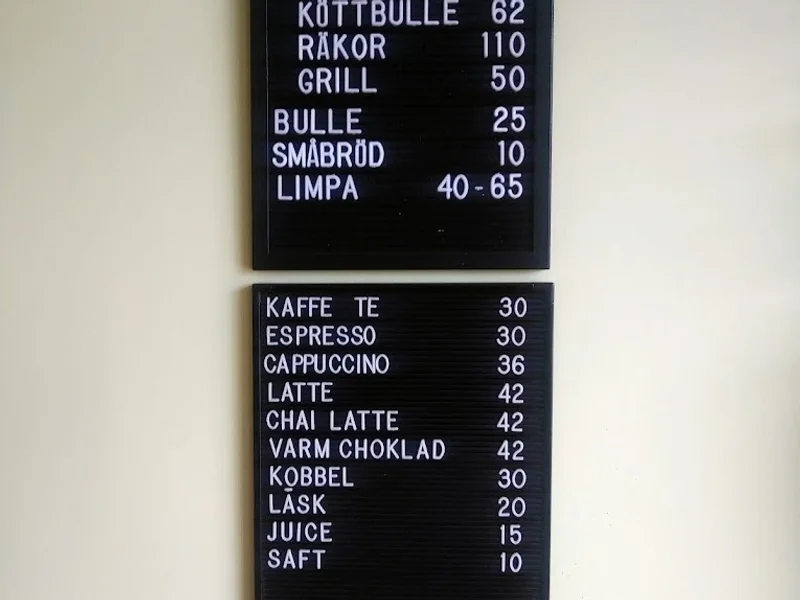 KÖTTBULLE 62
RÄKOR 110
GRILL 50
BULLE 25
SMÅBRÖD 10
LIMPA 40-65
KAFFE TE 30
ESPRESSO 30
CAPPUCCINO 36
LATTE 42
CHAI LATTE 42
VARM CHOKLAD 42
KOBBEL 30
LÄSK 20
JUICE 15
SAFT 10